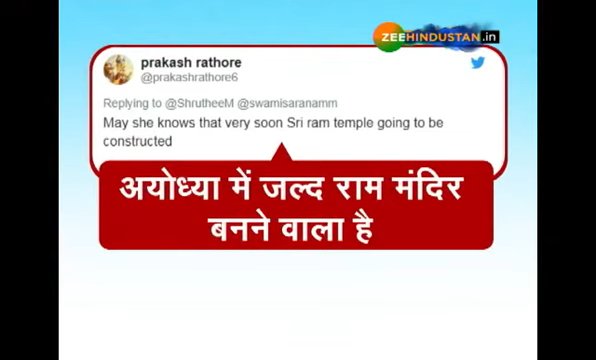 ZEEHINDUSTAN.in
prakash rathore
@prakashrathore6
Replying to @ShrutheeM @swamisaranamm
May she knows that very soon Sri ram temple going to be
constructed
अयोध्या में जल्द राम मंदिर
बनने वाला है